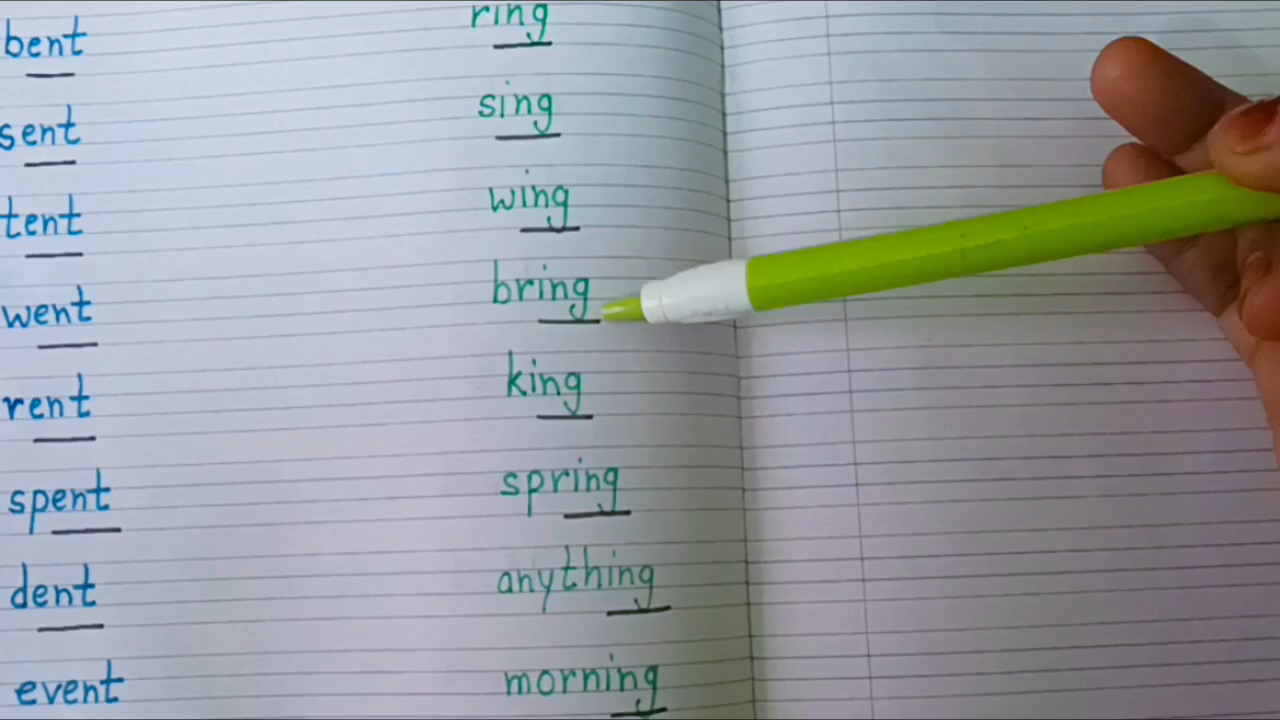 bent ring
sent sing
tent wing
went bring
rent king
spent spring
dent anything
event morning